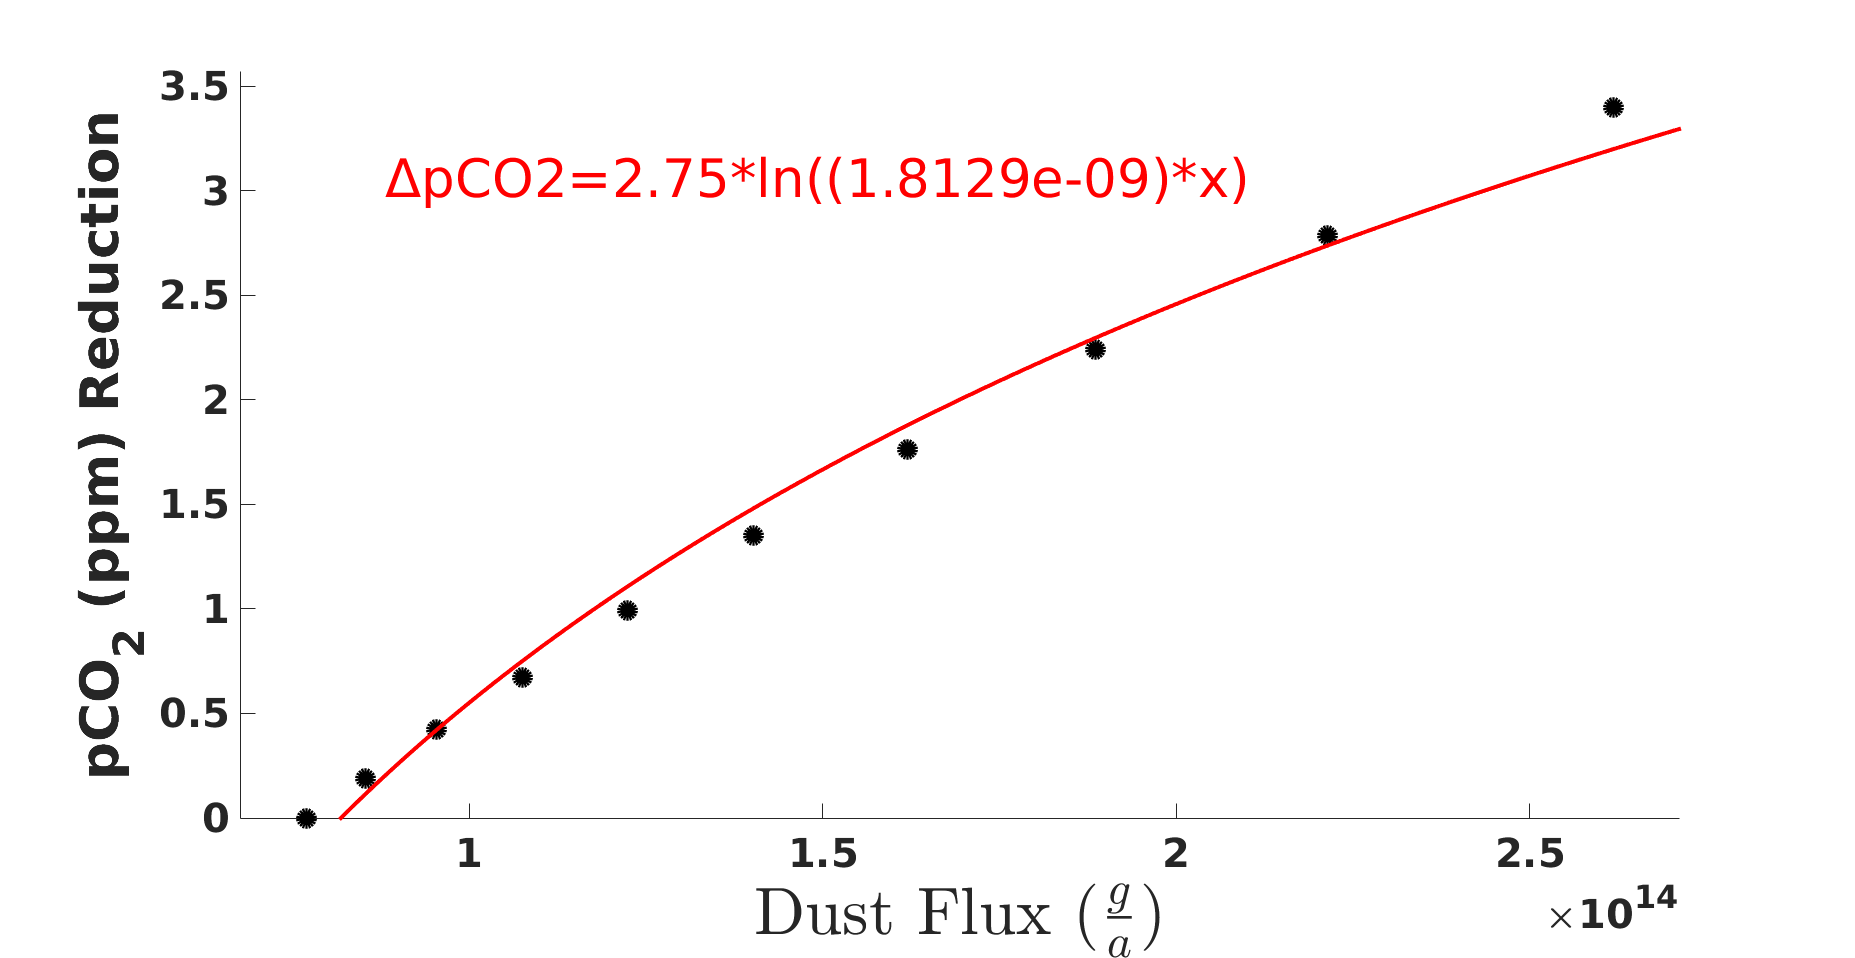 pCO2 (ppm) Reduction
3.5
3
2.5
2
1.5
1
0.5
0
ΔpCO2=2.75*ln((1.8129e-09)*x)
1 1.5 2 2.5
×10^14
Dust Flux (g/a)